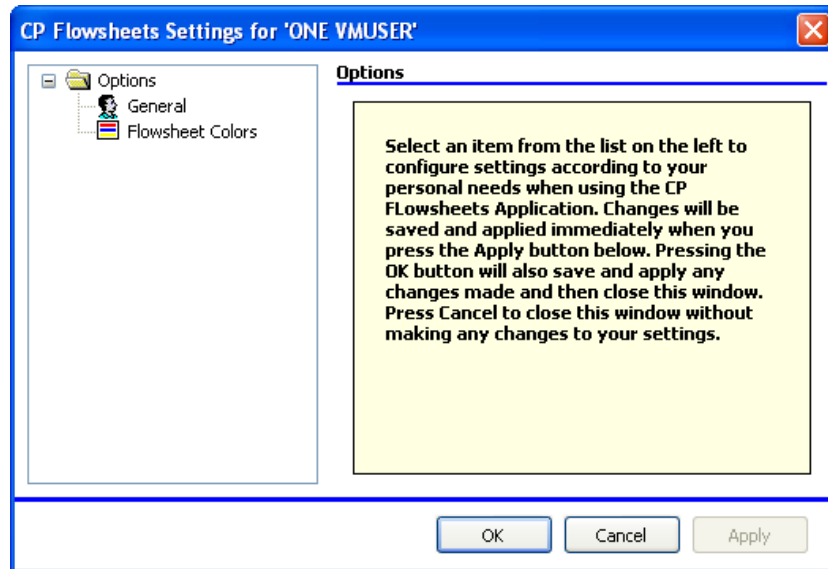 CP Flowsheets Settings for 'ONE VMUSER'
Options
General
Flowsheet Colors
Options
Select an item from the list on the left to
configure settings according to your
personal needs when using the CP
FLowsheets Application. Changes will be
saved and applied immediately when you
press the Apply button below. Pressing the
OK button will also save and apply any
changes made and then close this window.
Press Cancel to close this window without
making any changes to your settings.
OK
Cancel
Apply